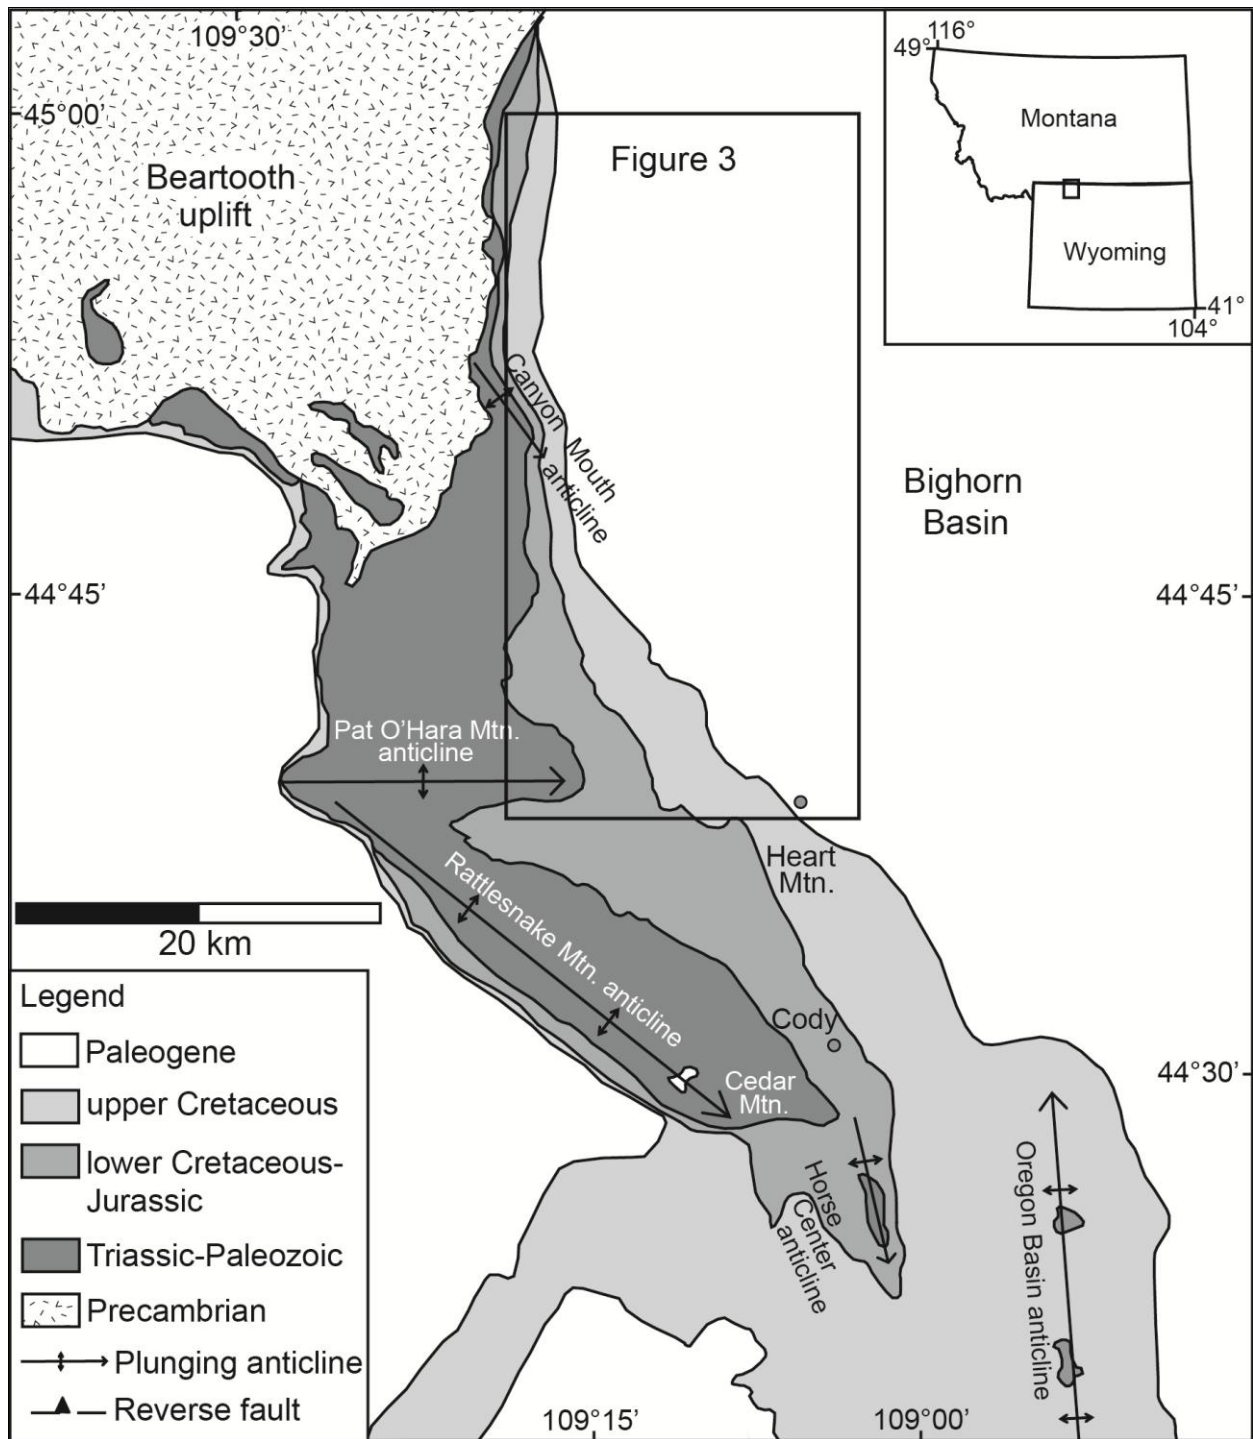 109°30’
45°00’
Beartooth
uplift
Figure 3
49°
116°
Montana
Wyoming
41°
104°
Canyon Mouth
anticline
Bighorn
Basin
44°45’
44°45’
Pat O’Hara Mtn.
anticline
Heart
Mtn.
Rattlesnake Mtn. anticline
20 km
Cody
Cedar
Mtn.
44°30’
Horse
Center
anticline
Oregon Basin anticline
109°15’
109°00’
Legend
Paleogene
upper Cretaceous
lower Cretaceous-
Jurassic
Triassic-Paleozoic
Precambrian
Plunging anticline
Reverse fault